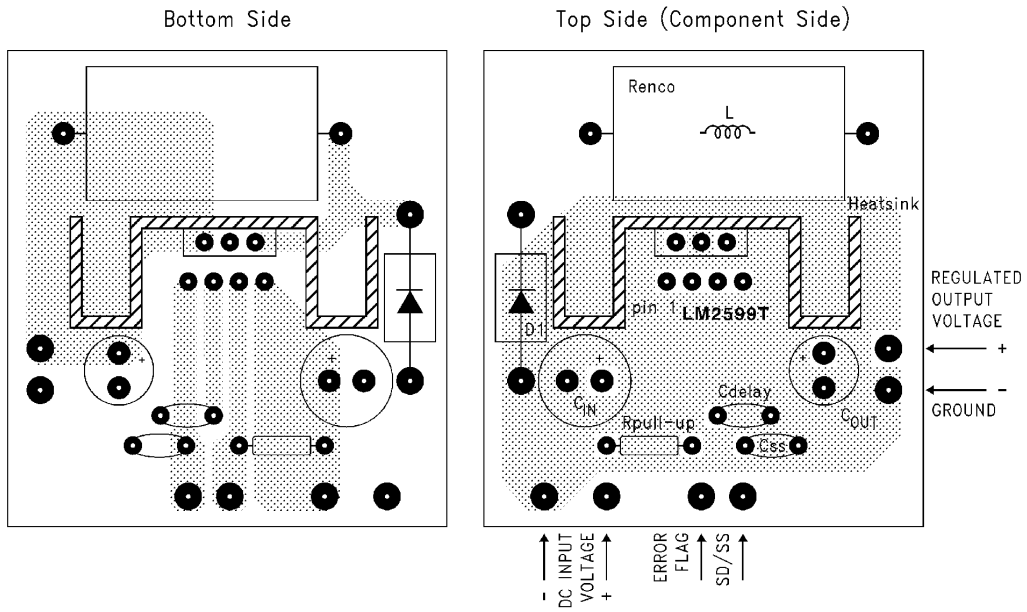 Bottom Side
Top Side (Component Side)
Renco
L
Heatsink
pin 1
LM2599T
D1
REGULATED
OUTPUT
VOLTAGE
+
+
+
+
+
-
GROUND
CIN
Cdelay
COUT
Rpull-up
Css
- DC INPUT
VOLTAGE +
ERROR
FLAG
SD/SS